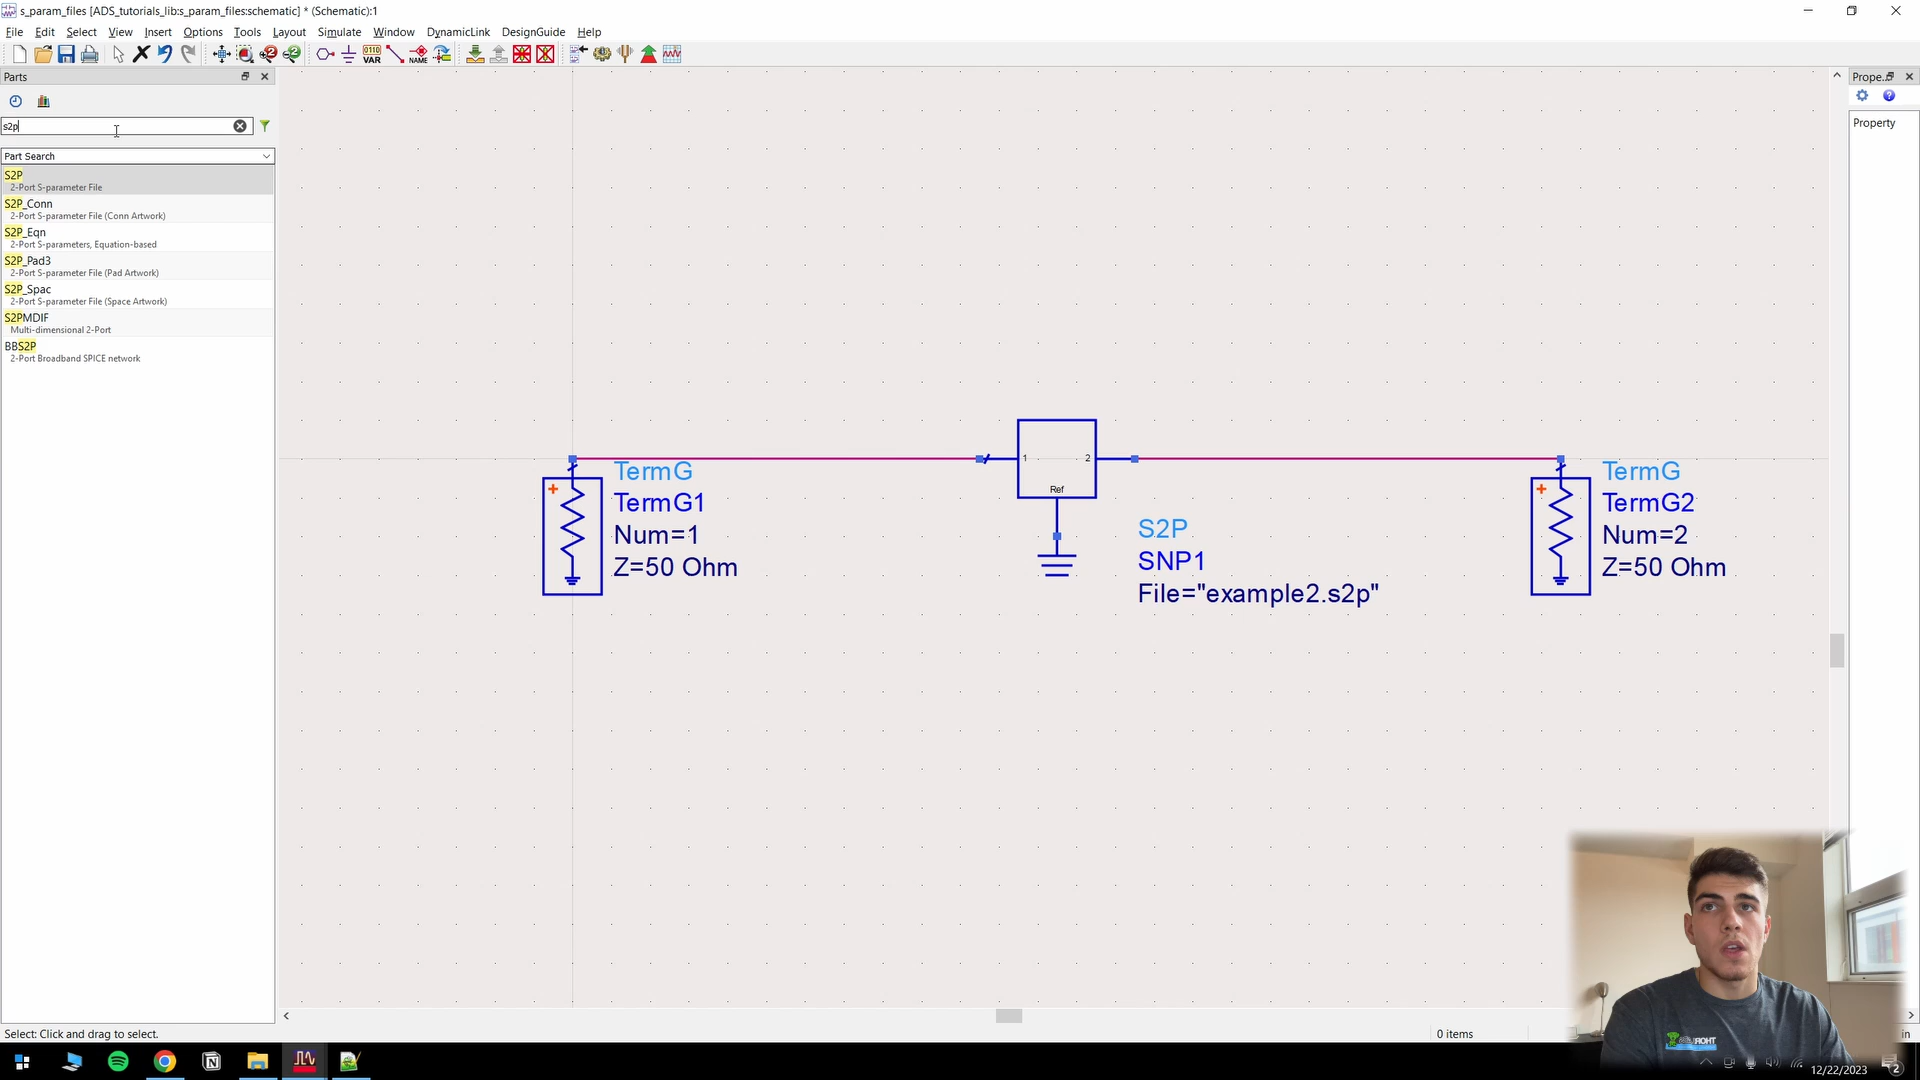 s_param_files [ADS_tutorials_lib:s_param_files:schematic] * (Schematic):1
File Edit Select View Insert Options Tools Layout Simulate Window DynamicLink DesignGuide Help
0110
VAR
NAME
Parts
s2p
Part Search
S2P
2-Port S-parameter File
S2P_Conn
2-Port S-parameter File (Conn Artwork)
S2P_Eqn
2-Port S-parameters, Equation-based
S2P_Pad3
2-Port S-parameter File (Pad Artwork)
S2P_Spac
2-Port S-parameter File (Space Artwork)
S2PMDIF
Multi-dimensional 2-Port
BBS2P
2-Port Broadband SPICE network
TermG
TermG1
Num=1
Z=50 Ohm
1 2
Ref
S2P
SNP1
File="example2.s2p"
TermG
TermG2
Num=2
Z=50 Ohm
Prope..
Property
Select: Click and drag to select.
0 items
in
12/22/2023
2